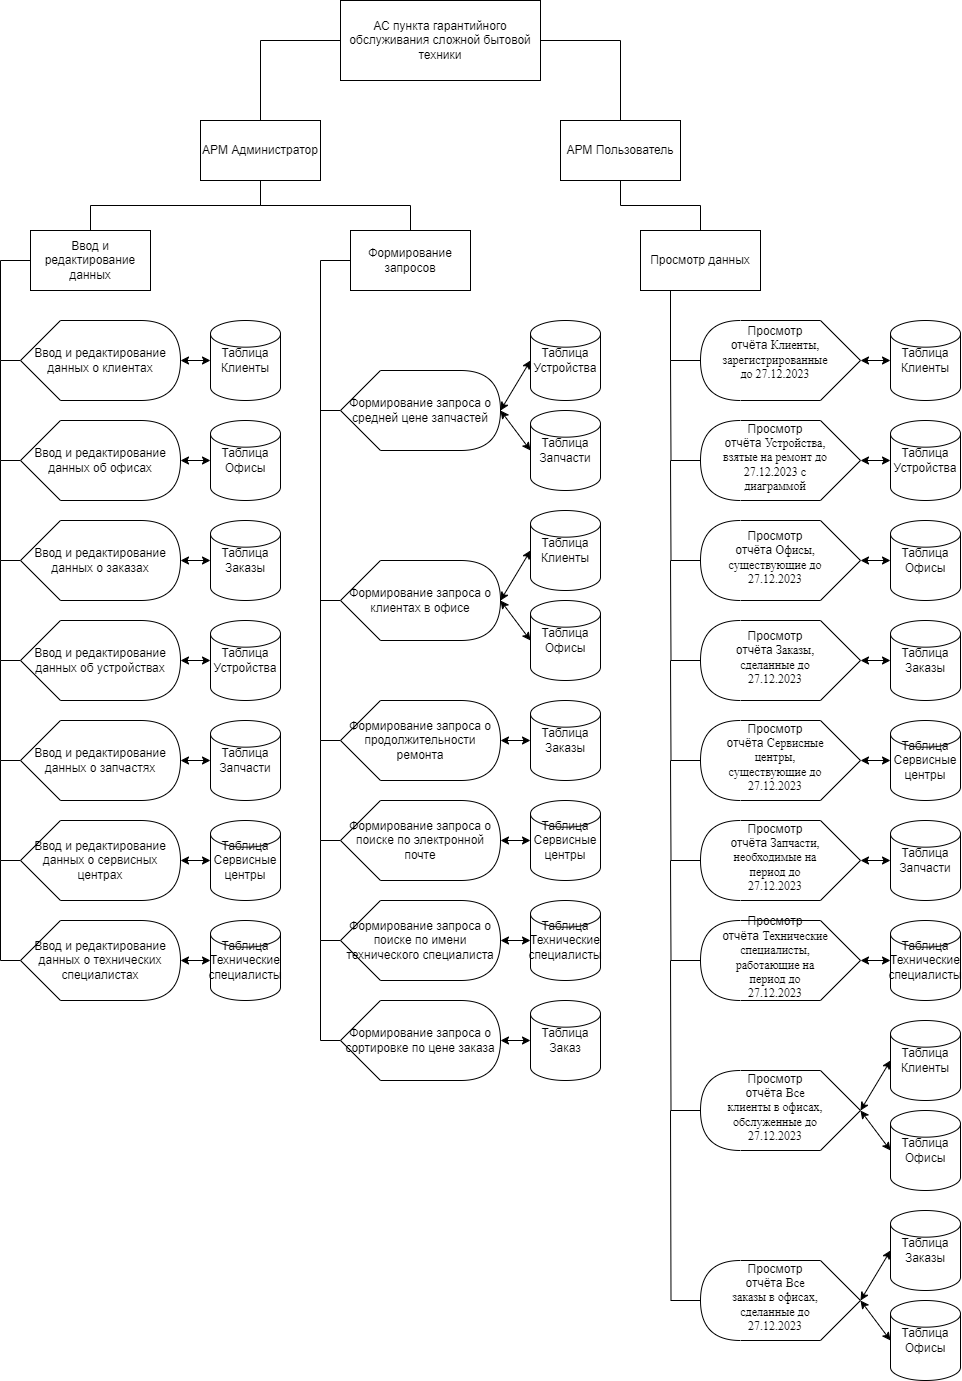 АС пункта гарантийного
обслуживания сложной бытовой
техники
АРМ Администратор
АРМ Пользователь
Ввод и
редактирование
данных
Формирование
запросов
Просмотр данных
Ввод и редактирование
данных о клиентах
Таблица
Клиенты
Ввод и редактирование
данных об офисах
Таблица
Офисы
Ввод и редактирование
данных о заказах
Таблица
Заказы
Ввод и редактирование
данных об устройствах
Таблица
Устройства
Ввод и редактирование
данных о запчастях
Таблица
Запчасти
Ввод и редактирование
данных о сервисных
центрах
Таблица
Сервисные
центры
Ввод и редактирование
данных о технических
специалистах
Таблица
Технические
специалисты
Формирование запроса о
средней цене запчастей
Таблица
Устройства
Таблица
Запчасти
Формирование запроса о
клиентах в офисе
Таблица
Клиенты
Таблица
Офисы
Формирование запроса о
продолжительности
ремонта
Таблица
Заказы
Формирование запроса о
поиске по электронной
почте
Таблица
Сервисные
центры
Формирование запроса о
поиске по имени
технического специалиста
Таблица
Технические
специалисты
Формирование запроса о
сортировке по цене заказа
Таблица
Заказ
Просмотр
отчёта Клиенты,
зарегистрированные
до 27.12.2023
Таблица
Клиенты
Просмотр
отчёта Устройства,
взятые на ремонт до
27.12.2023 с
диаграммой
Таблица
Устройства
Просмотр
отчёта Офисы,
существующие до
27.12.2023
Таблица
Офисы
Просмотр
отчёта Заказы,
сделанные до
27.12.2023
Таблица
Заказы
Просмотр
отчёта Сервисные
центры,
существующие до
27.12.2023
Таблица
Сервисные
центры
Просмотр
отчёта Запчасти,
необходимые на
период до
27.12.2023
Таблица
Запчасти
Просмотр
отчёта Технические
специалисты,
работающие на
период до
27.12.2023
Таблица
Технические
специалисты
Просмотр
отчёта Все
клиенты в офисах,
обслуженные до
27.12.2023
Таблица
Клиенты
Таблица
Офисы
Просмотр
отчёта Все
заказы в офисах,
сделанные до
27.12.2023
Таблица
Заказы
Таблица
Офисы